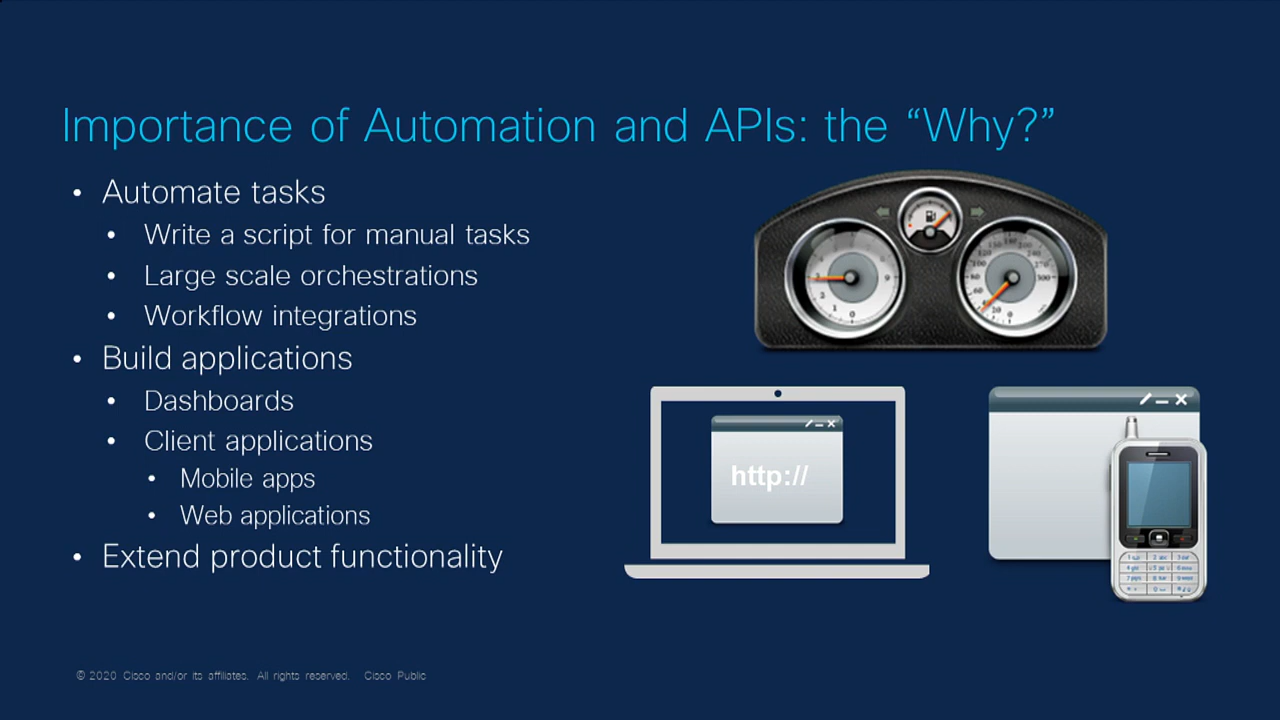 Importance of Automation and APIs: the “Why?”
• Automate tasks
• Write a script for manual tasks
• Large scale orchestrations
• Workflow integrations
• Build applications
• Dashboards
• Client applications
• Mobile apps
• Web applications
• Extend product functionality
http://
© 2020 Cisco and/or its affiliates. All rights reserved. Cisco Public